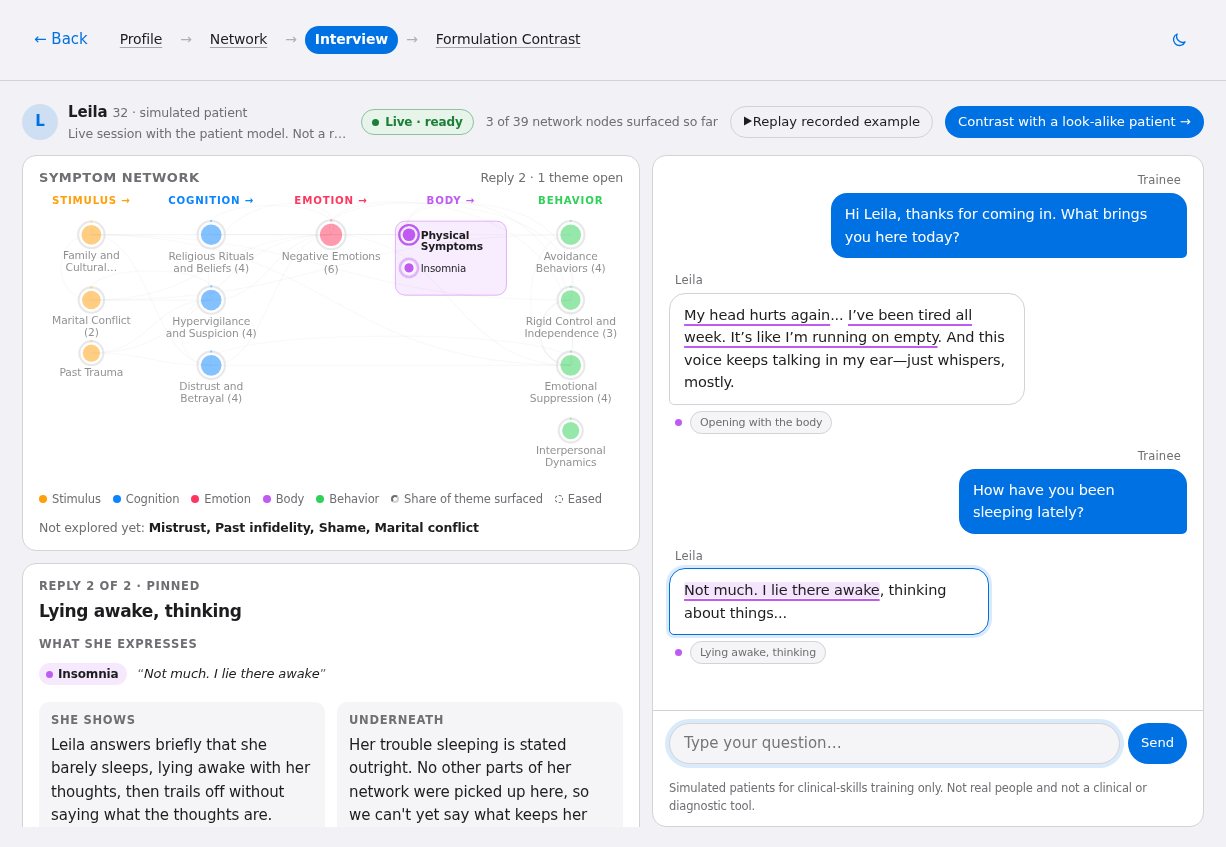 ← Back
Profile → Network → Interview → Formulation Contrast
L
Leila 32 · simulated patient
Live session with the patient model. Not a r…
Live · ready
3 of 39 network nodes surfaced so far
Replay recorded example
Contrast with a look-alike patient →
SYMPTOM NETWORK
Reply 2 · 1 theme open
STIMULUS → COGNITION → EMOTION → BODY → BEHAVIOR
Family and
Cultural…
Marital Conflict
(2)
Past Trauma
Religious Rituals
and Beliefs (4)
Hypervigilance
and Suspicion (4)
Distrust and
Betrayal (4)
Negative Emotions
(6)
Physical
Symptoms
Insomnia
Avoidance
Behaviors (4)
Rigid Control and
Independence (3)
Emotional
Suppression (4)
Interpersonal
Dynamics
Stimulus Cognition Emotion Body Behavior Share of theme surfaced Eased
Not explored yet: Mistrust, Past infidelity, Shame, Marital conflict
REPLY 2 OF 2 · PINNED
Lying awake, thinking
WHAT SHE EXPRESSES
Insomnia “Not much. I lie there awake”
SHE SHOWS
Leila answers briefly that she
barely sleeps, lying awake with her
thoughts, then trails off without
saying what the thoughts are.
UNDERNEATH
Her trouble sleeping is stated
outright. No other parts of her
network were picked up here, so
we can't yet say what keeps her
Trainee
Hi Leila, thanks for coming in. What brings
you here today?
Leila
My head hurts again... I’ve been tired all
week. It’s like I’m running on empty. And this
voice keeps talking in my ear—just whispers,
mostly.
Opening with the body
Trainee
How have you been
sleeping lately?
Leila
Not much. I lie there awake, thinking
about things...
Lying awake, thinking
Type your question…
Send
Simulated patients for clinical-skills training only. Not real people and not a clinical or
diagnostic tool.